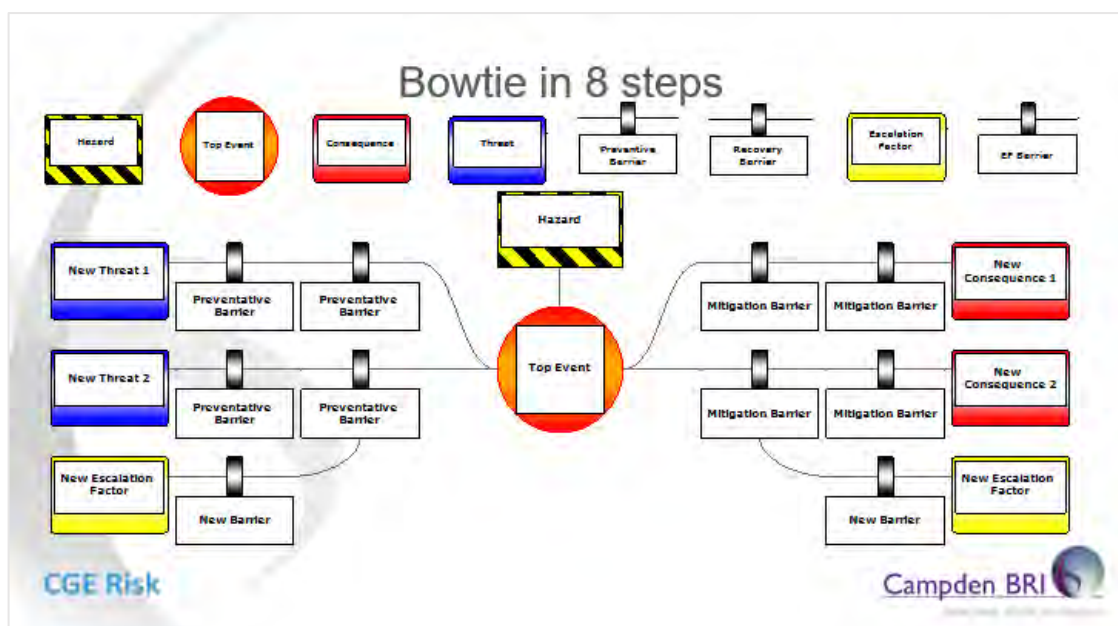 Bowtie in 8 steps
Hazard
Top Event
Consequence
Threat
Preventive
Barrier
Recovery
Barrier
Escalation
Factor
EF Barrier
Hazard
New Threat 1
Preventative
Barrier
Preventative
Barrier
Mitigation Barrier
Mitigation Barrier
New
Consequence 1
New Threat 2
Preventative
Barrier
Preventative
Barrier
Top Event
Mitigation Barrier
Mitigation Barrier
New
Consequence 2
New Escalation
Factor
New Barrier
New Barrier
New Escalation
Factor
CGE Risk
Campden BRI